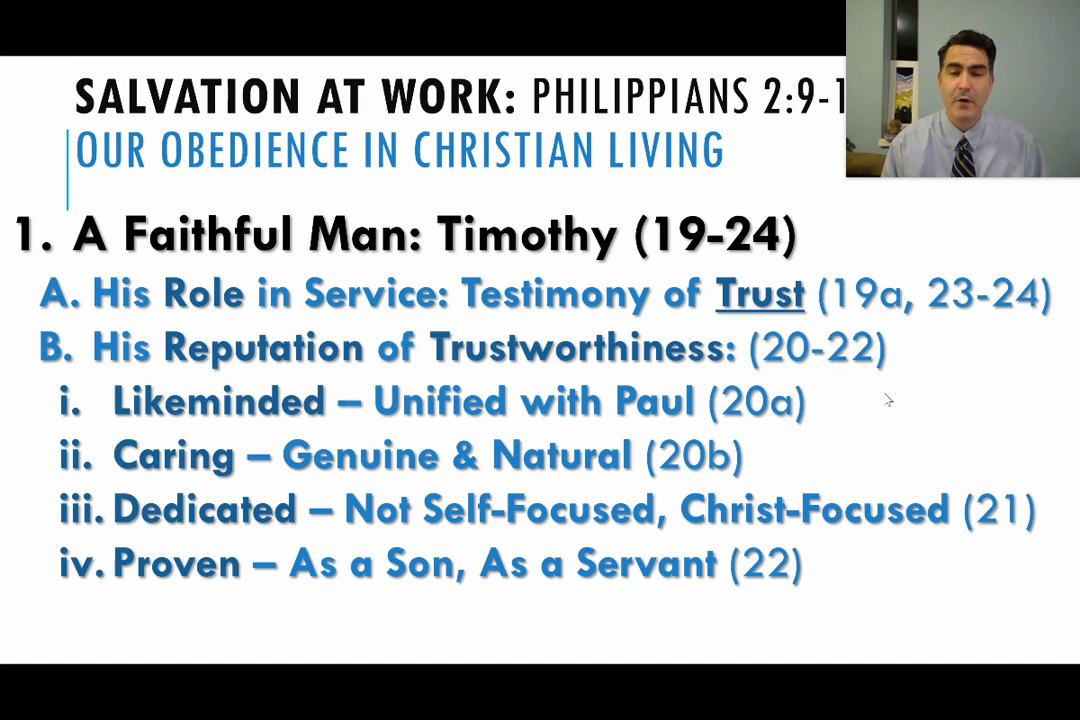 SALVATION AT WORK: PHILIPPIANS 2:9-1
OUR OBEDIENCE IN CHRISTIAN LIVING
1. A Faithful Man: Timothy (19-24)
A. His Role in Service: Testimony of Trust (19a, 23-24)
B. His Reputation of Trustworthiness: (20-22)
i. Likeminded – Unified with Paul (20a)
ii. Caring – Genuine & Natural (20b)
iii. Dedicated – Not Self-Focused, Christ-Focused (21)
iv. Proven – As a Son, As a Servant (22)